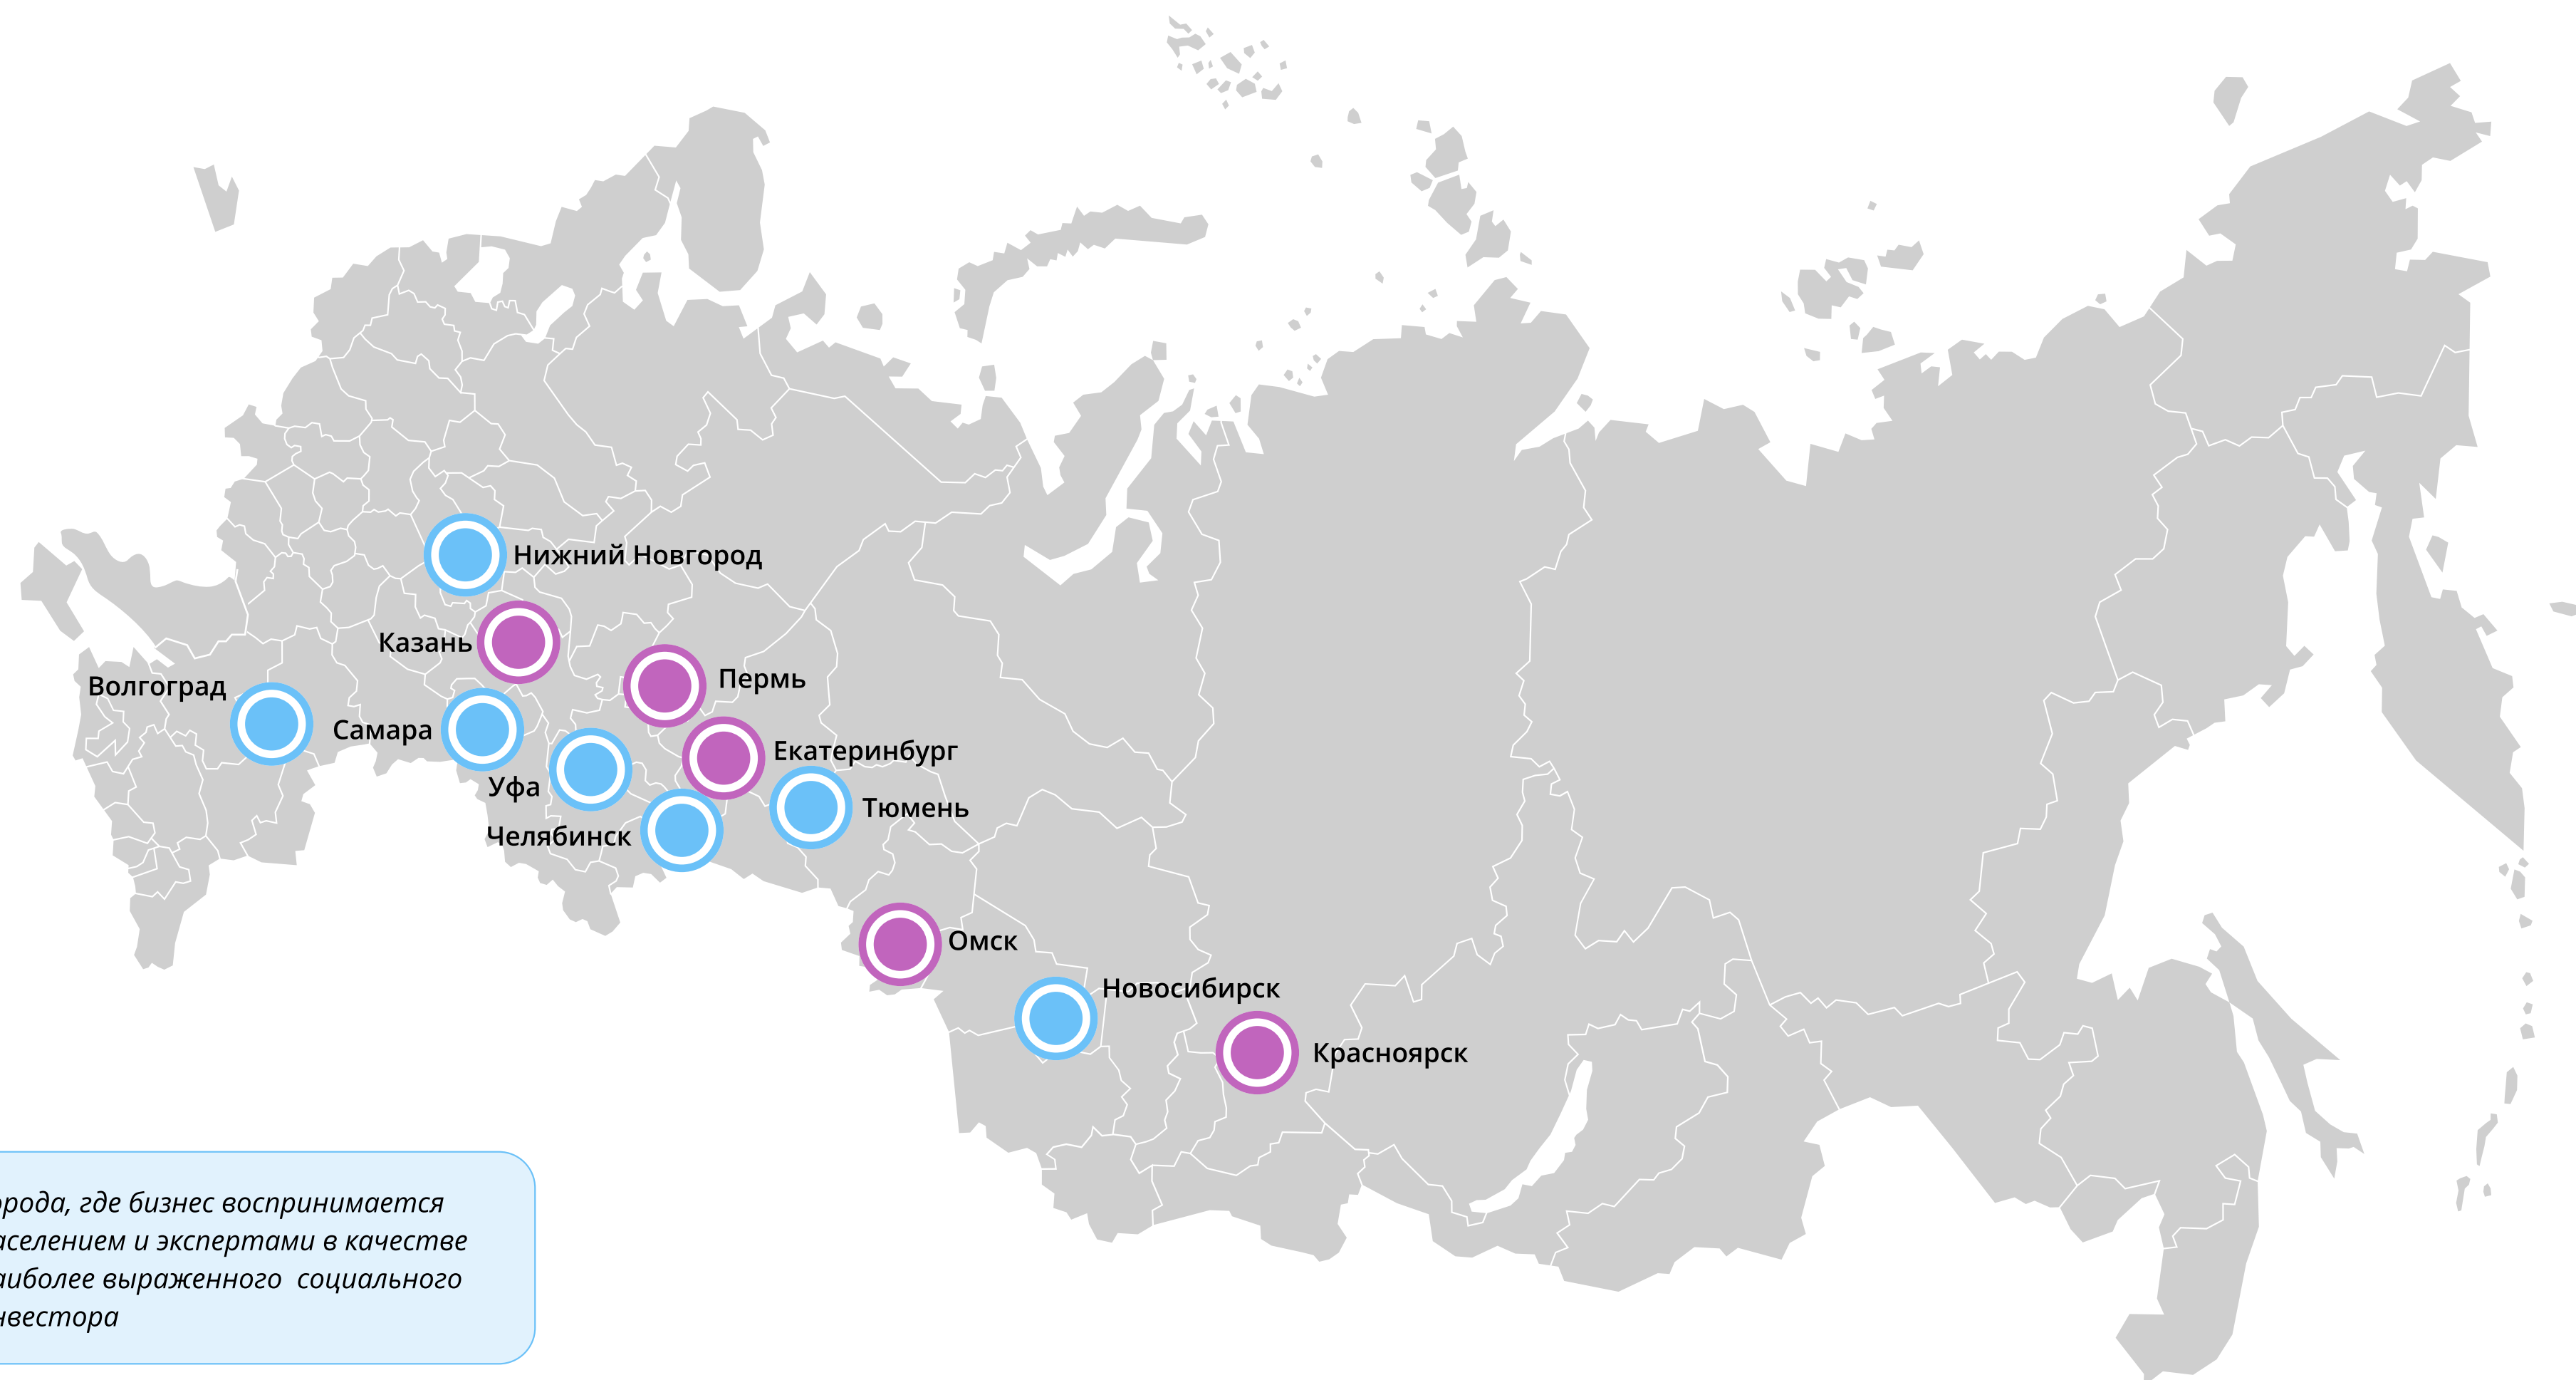 Нижний Новгород
Казань
Пермь
Волгоград
Самара
Екатеринбург
Уфа
Тюмень
Челябинск
Омск
Новосибирск
Красноярск
орода, где бизнес воспринимается
аселением и экспертами в качестве
аиболее выраженного социального
нвестора